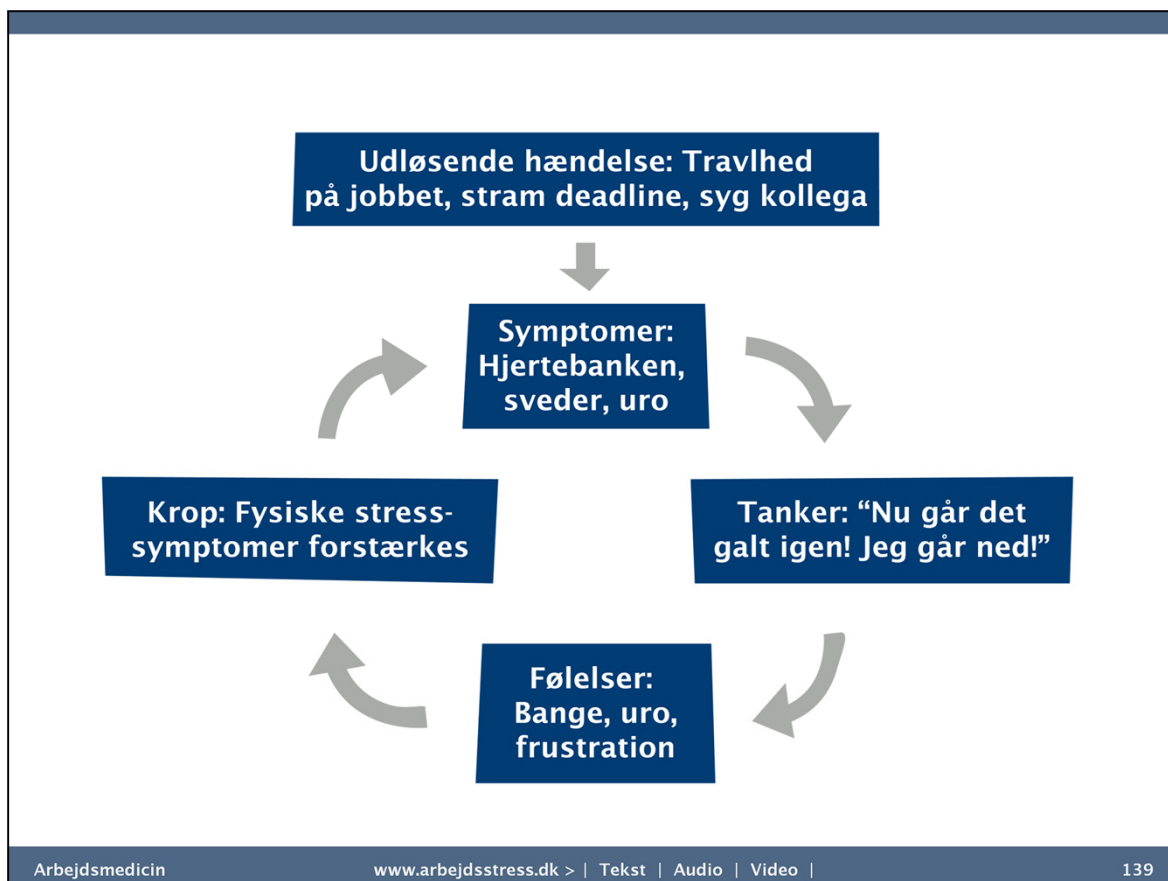 Udløsende hændelse: Travlhed
på jobbet, stram deadline, syg kollega
Symptomer:
Hjertebanken,
sveder, uro
Krop: Fysiske stress-
symptomer forstærkes
Tanker: “Nu går det
galt igen! Jeg går ned!”
Følelser:
Bange, uro,
frustration
Arbejdsmedicin www.arbejdsstress.dk > | Tekst | Audio | Video | 139